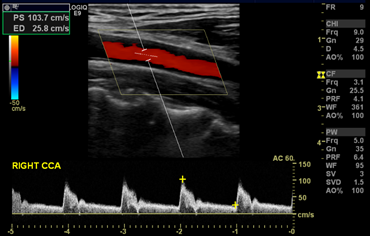 LOGIQ
E9
PS 103.7 cm/s
ED 25.8 cm/s
-50
cm/s
FR 9
CHI
Frq 9.0
Gn 29
D 4.5
AO% 100
CF
Frq 3.1
Gn 25.5
PRF 4.1
WF 361
AO% 100
PW
Frq 5.0
Gn 35
PRF 6.4
WF 95
SV 3
SVD 1.5
AO% 100
1
3
4
RIGHT CCA
AC 60
150
100
50
cm/s
-5
-4
-3
-2
-1
0